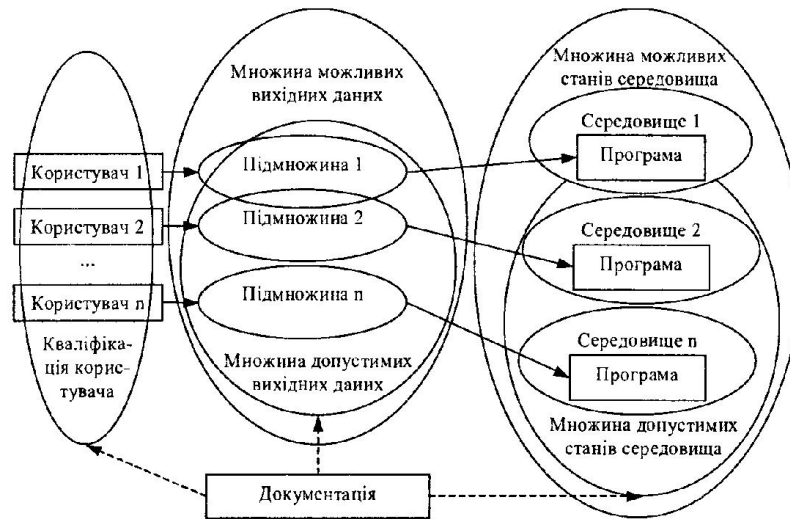 Множина можливих
вихідних даних
Множина можливих
станів середовища
Середовище 1
Програма
Користувач 1
Підмножина 1
Користувач 2
Підмножина 2
Середовище 2
Програма
...
Користувач n
Підмножина n
Середовище n
Програма
Кваліфіка-
ція корис-
тувача
Множина допустимих
вихідних даних
Множина допустимих
станів середовища
Документація